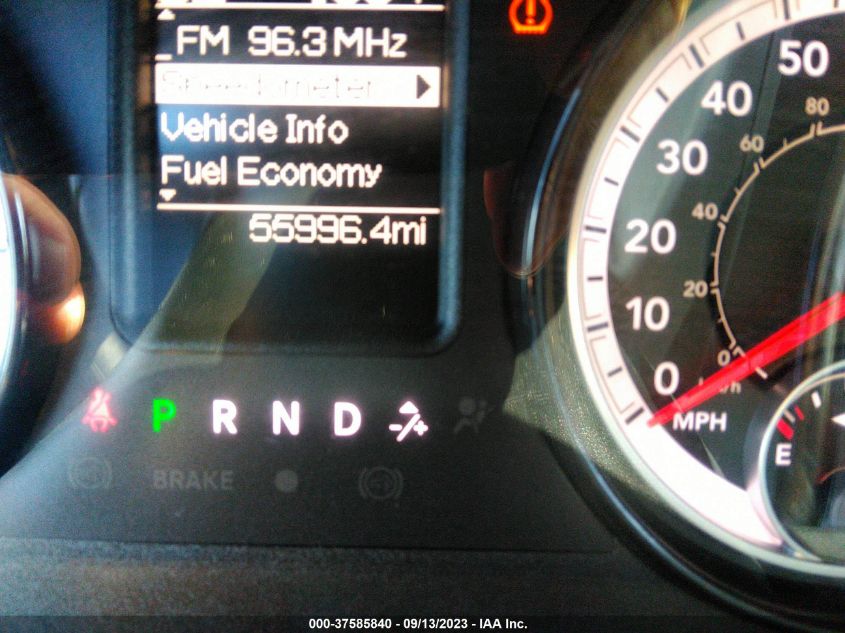 FM 96.3 MHz
Speedometer
Vehicle Info
Fuel Economy
55996.4mi
P R N D -/+
BRAKE
50
40
30
20
10
0
MPH
80
60
40
20
0
E
000-37585840 - 09/13/2023 - IAA Inc.